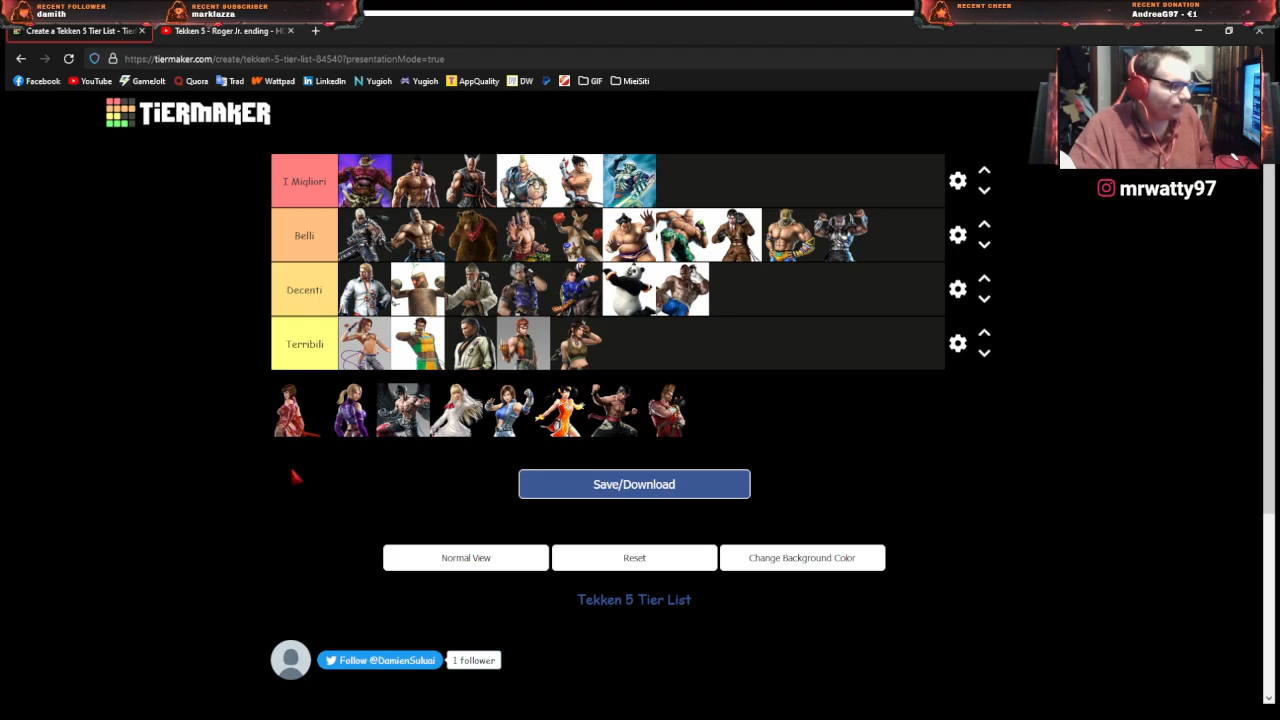 RECENT FOLLOWER
damith
RECENT SUBSCRIBER
marklazza
RECENT CHEER
RECENT DONATION
AndreaG97 - €1
Create a Tekken 5 Tier List - Tier
Tekken 5 - Roger Jr. ending - H
https://tiermaker.com/create/tekken-5-tier-list-84540?presentationMode=true
Facebook YouTube GameJolt Quora Trad Wattpad LinkedIn Yugioh Yugioh AppQuality DW GIF MieiSiti
TiERMAKER
mrwatty97
I Migliori
Belli
Decenti
Terribili
Save/Download
Normal View Reset Change Background Color
Tekken 5 Tier List
Follow @DamienSuluai 1 follower